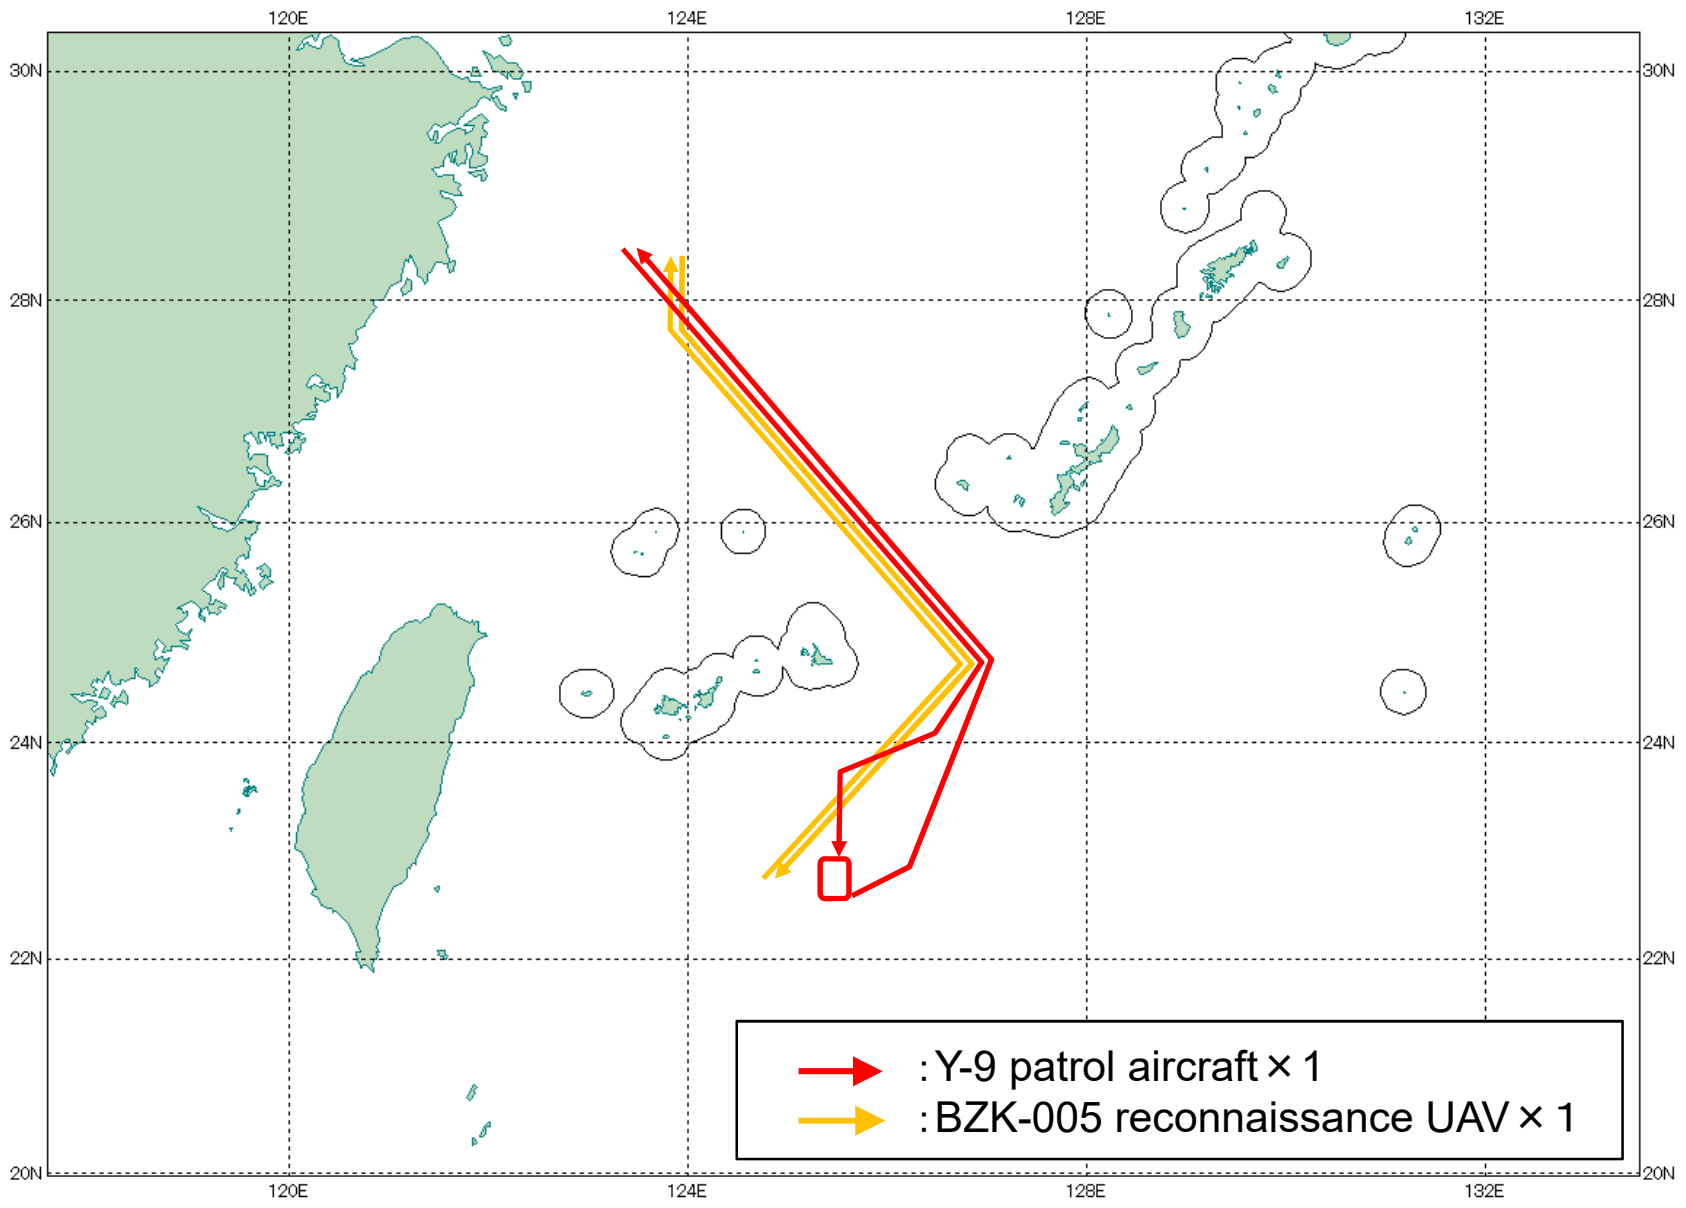 120E 124E 128E 132E
30N 30N
28N 28N
26N 26N
24N 24N
22N 22N
:Y-9 patrol aircraft×1
:BZK-005 reconnaissance UAV×1
20N 20N
120E 124E 128E 132E